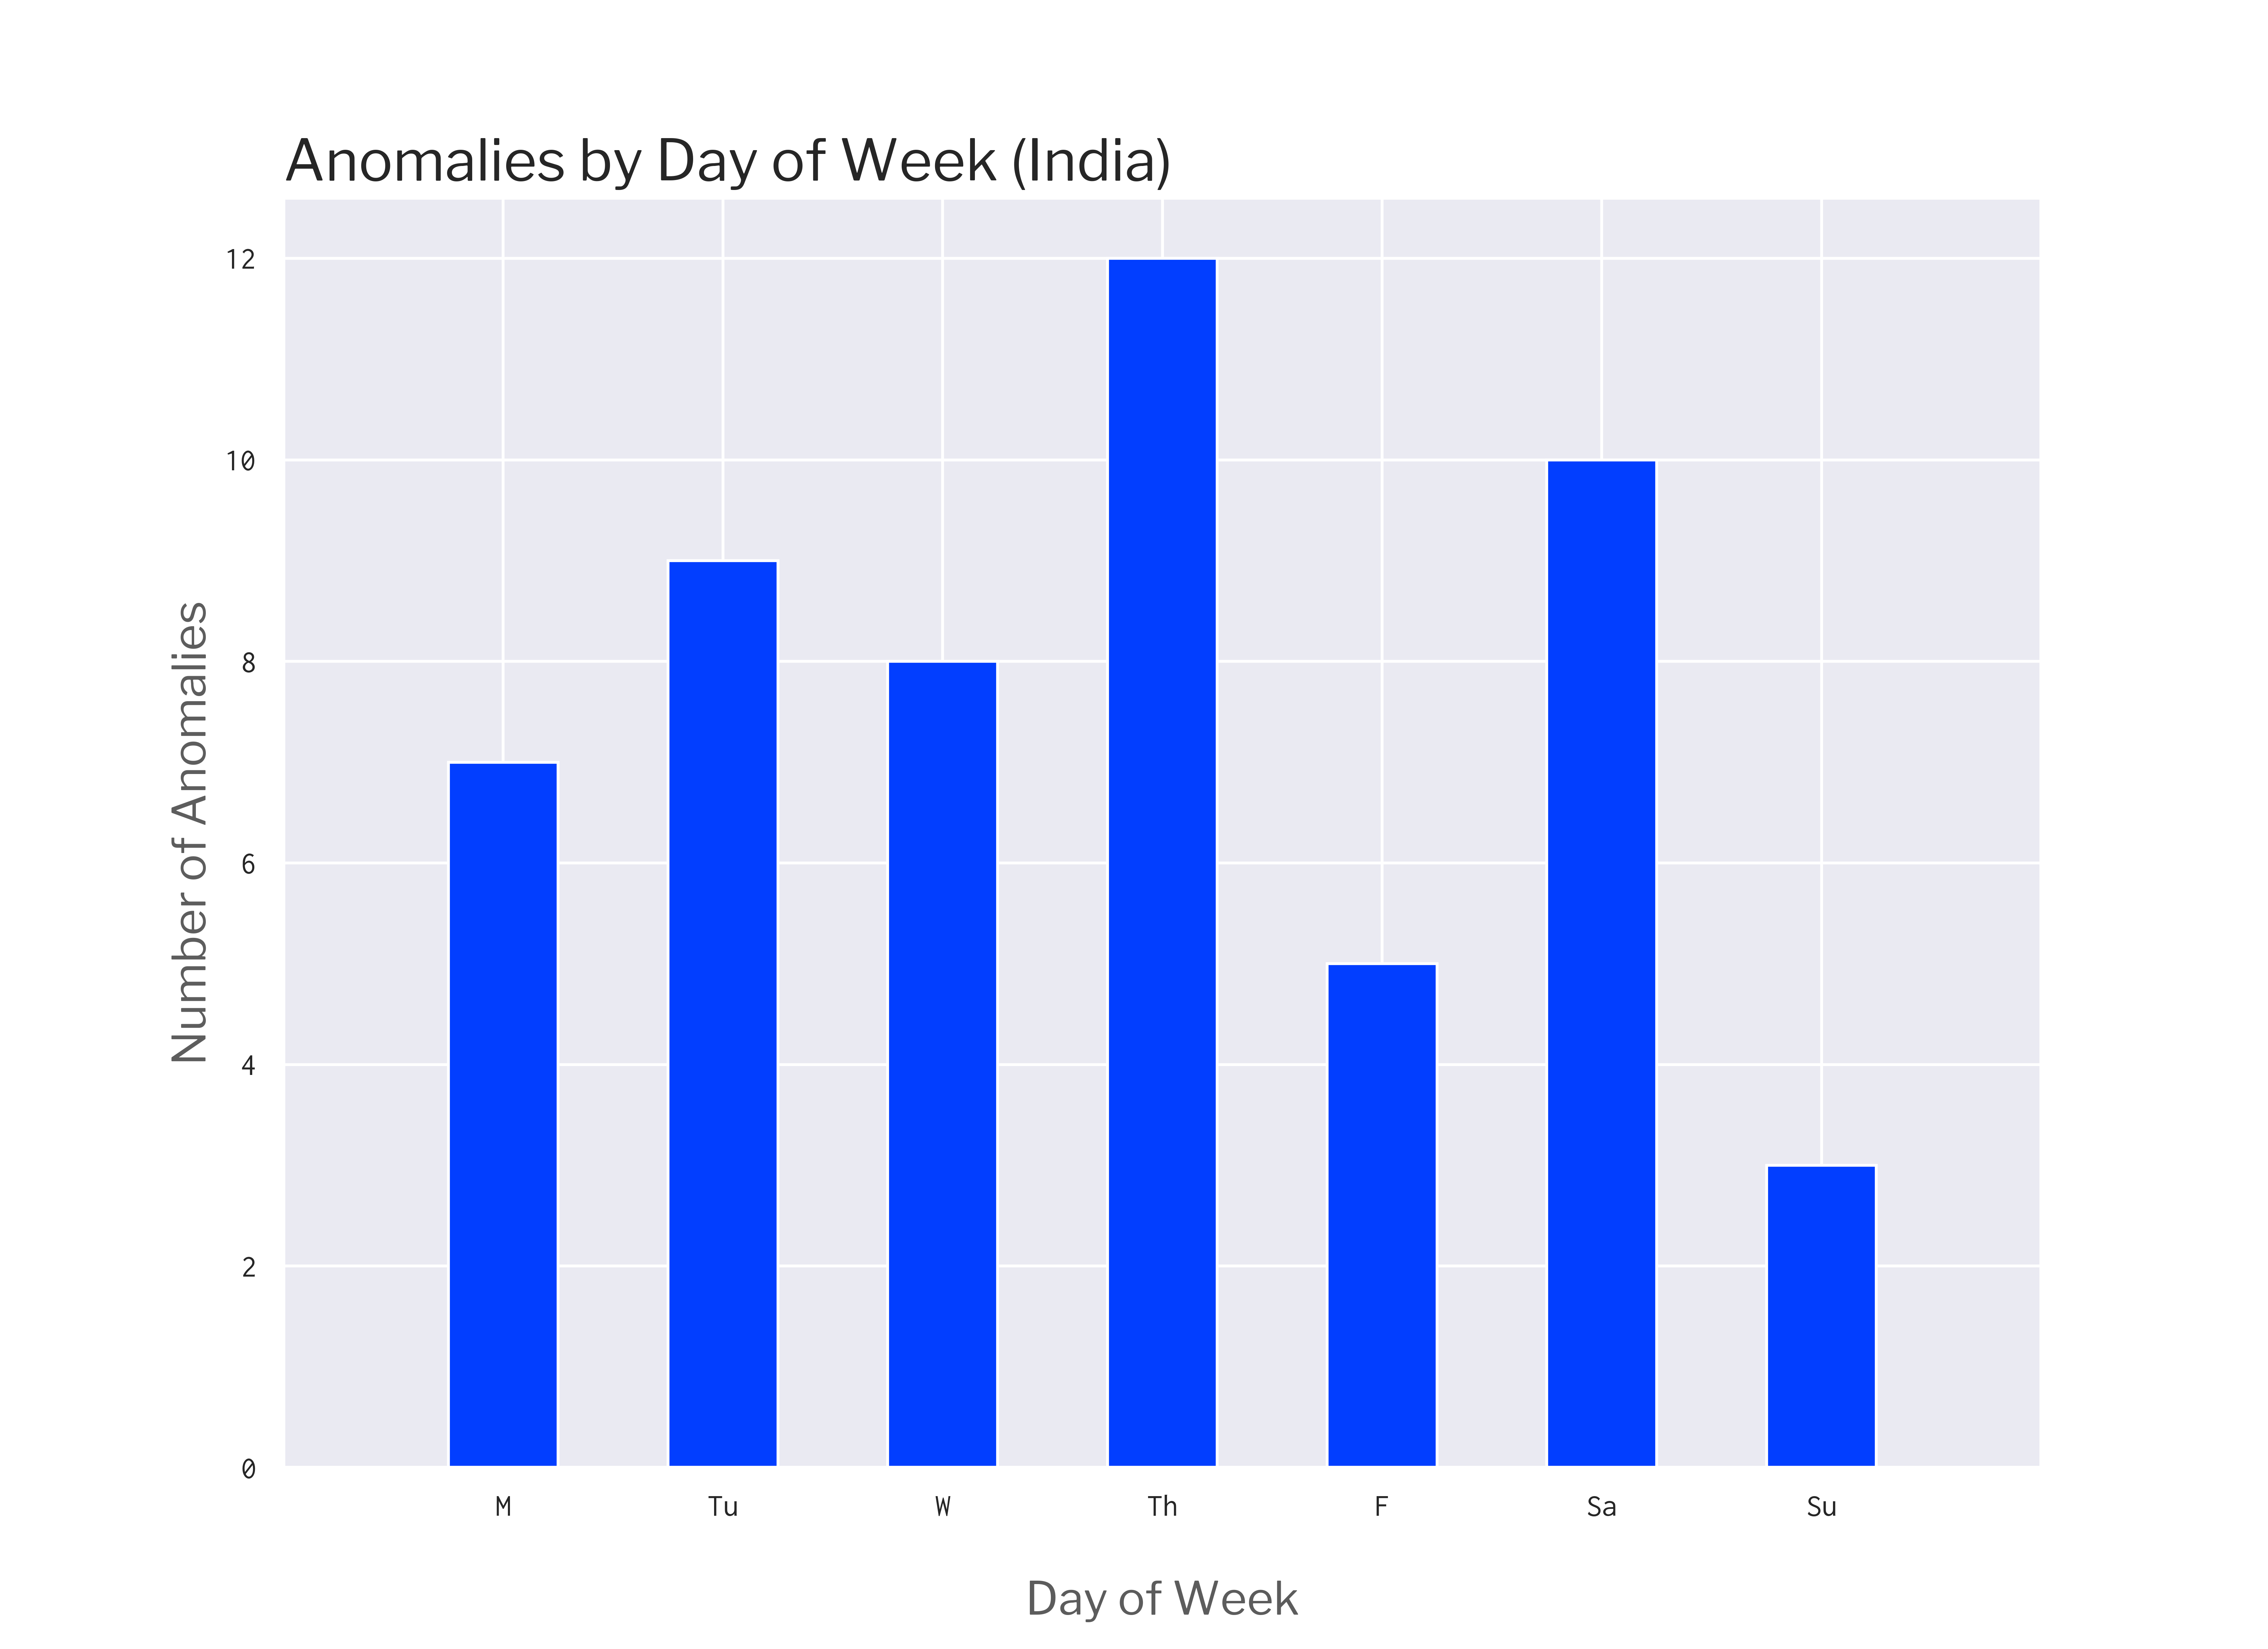 Anomalies by Day of Week (India)
12
10
8
6
4
2
0
Number of Anomalies
M Tu W Th F Sa Su
Day of Week